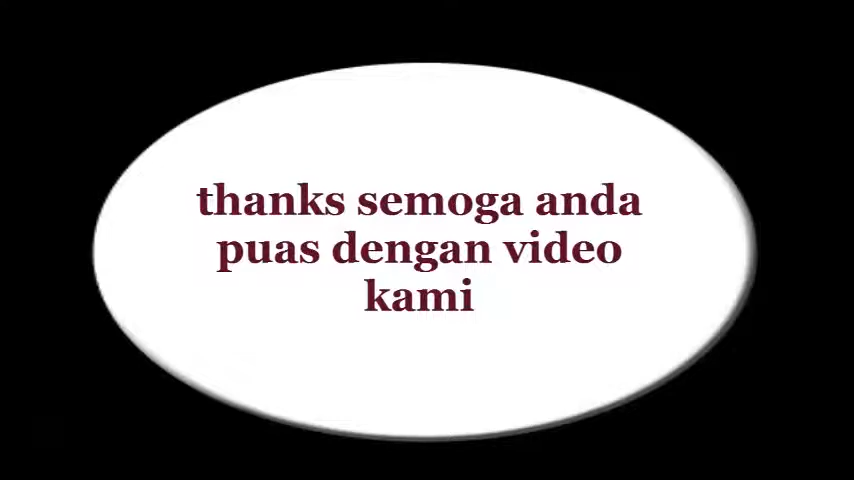 thanks semoga anda
puas dengan video
kami